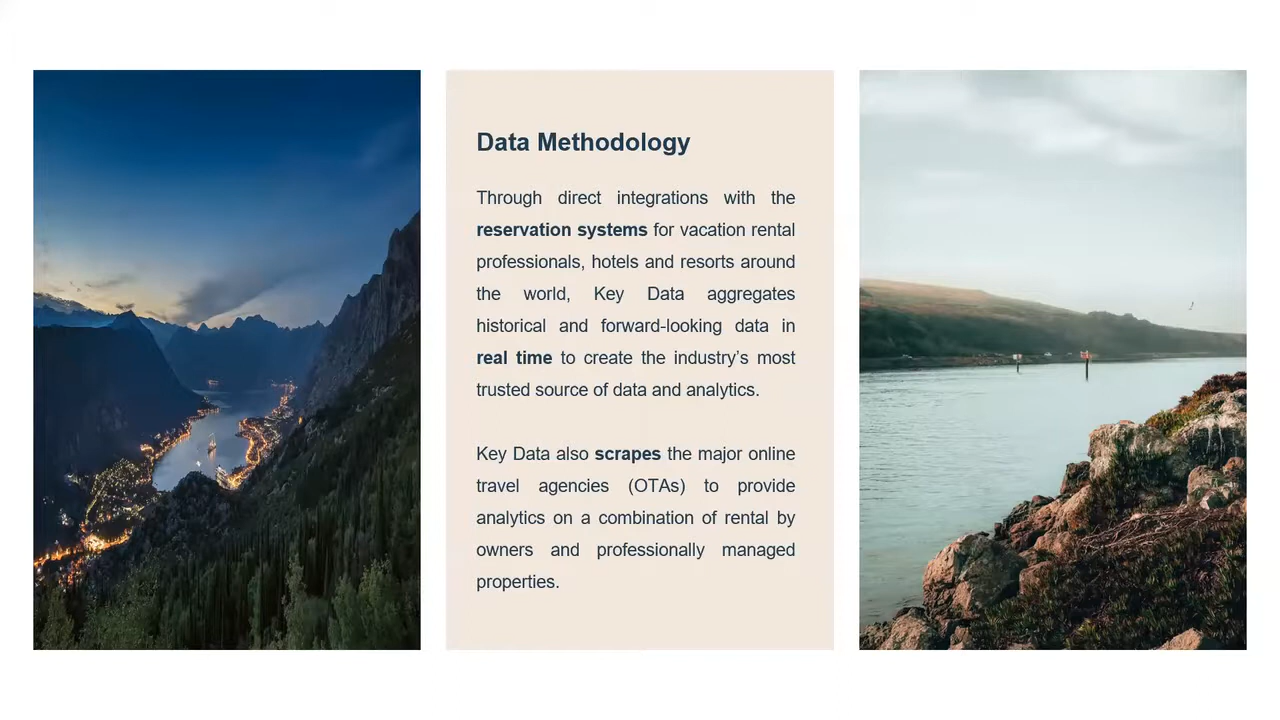 Data Methodology
Through direct integrations with the
reservation systems for vacation rental
professionals, hotels and resorts around
the world, Key Data aggregates
historical and forward-looking data in
real time to create the industry’s most
trusted source of data and analytics.
Key Data also scrapes the major online
travel agencies (OTAs) to provide
analytics on a combination of rental by
owners and professionally managed
properties.